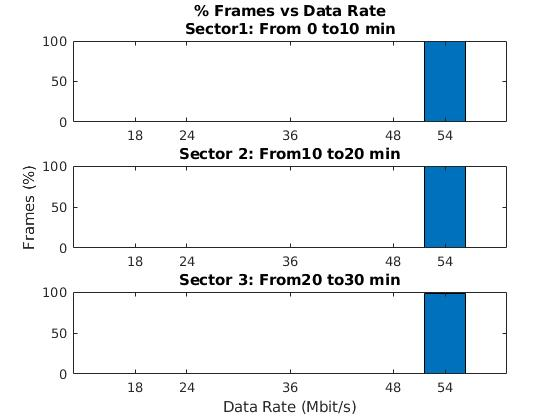 % Frames vs Data Rate
Sector1: From 0 to10 min
100
50
0
18 24 36 48 54
Sector 2: From10 to20 min
100
50
0
18 24 36 48 54
Frames (%)
Sector 3: From20 to30 min
100
50
0
18 24 36 48 54
Data Rate (Mbit/s)